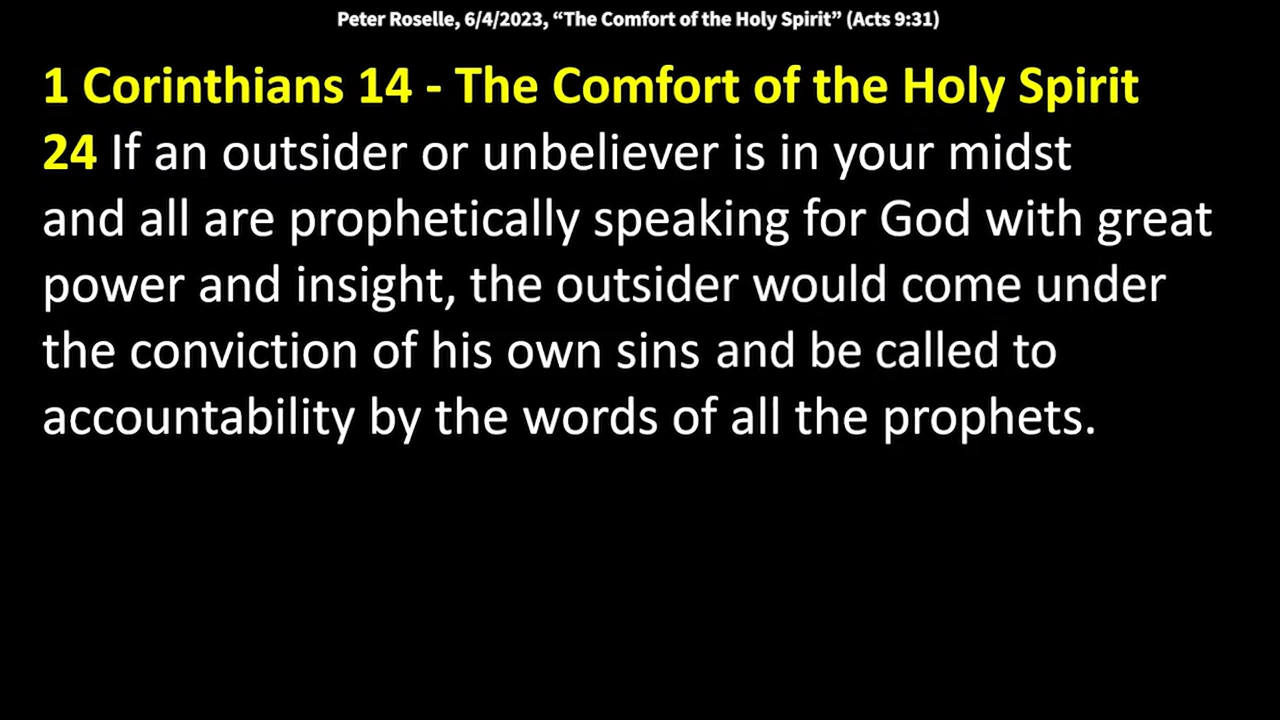 Peter Roselle, 6/4/2023, “The Comfort of the Holy Spirit” (Acts 9:31)
1 Corinthians 14 - The Comfort of the Holy Spirit
24 If an outsider or unbeliever is in your midst
and all are prophetically speaking for God with great
power and insight, the outsider would come under
the conviction of his own sins and be called to
accountability by the words of all the prophets.